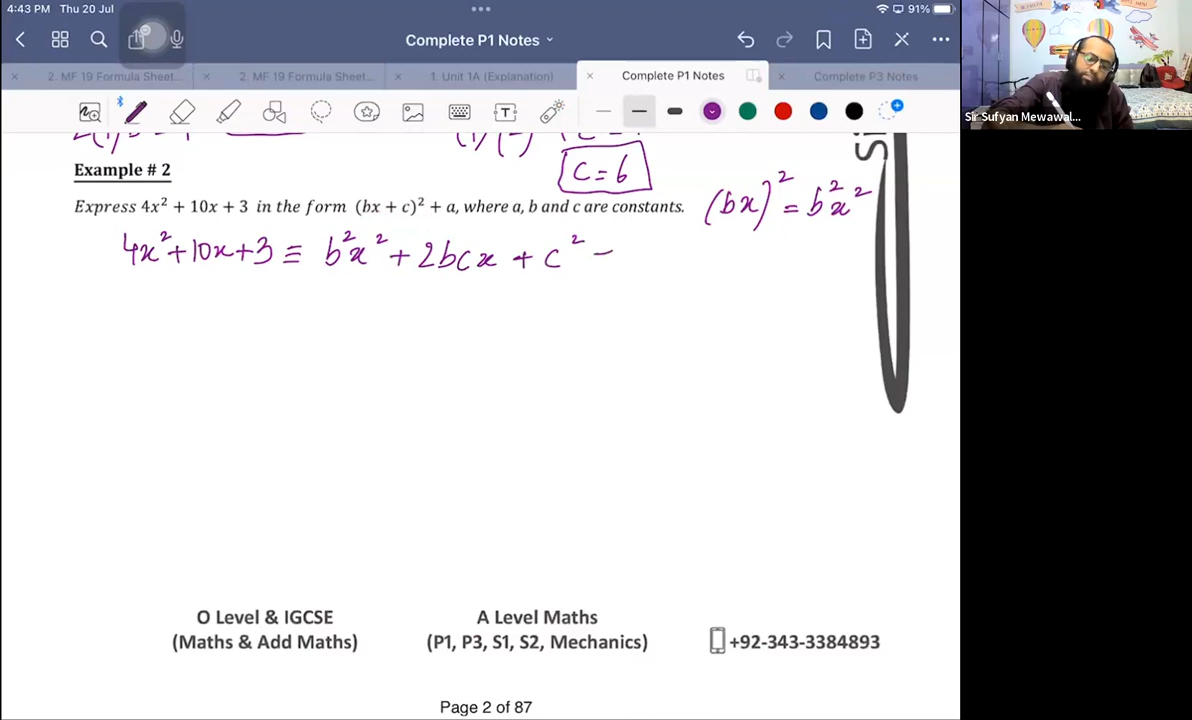 4:43 PM Thu 20 Jul
91%
Complete P1 Notes
2. MF 19 Formula Sheet...
2. MF 19 Formula Sheet...
1. Unit 1A (Explanation)
Complete P1 Notes
Complete P3 Notes
Sir Sufyan Mewawal...
C = 6
Example # 2
Express 4x² + 10x + 3 in the form (bx + c)² + a, where a, b and c are constants.
(bx)² = b²x²
4x² + 10x + 3 ≡ b²x² + 2bcx + c² −
O Level & IGCSE
(Maths & Add Maths)
A Level Maths
(P1, P3, S1, S2, Mechanics)
+92-343-3384893
Page 2 of 87